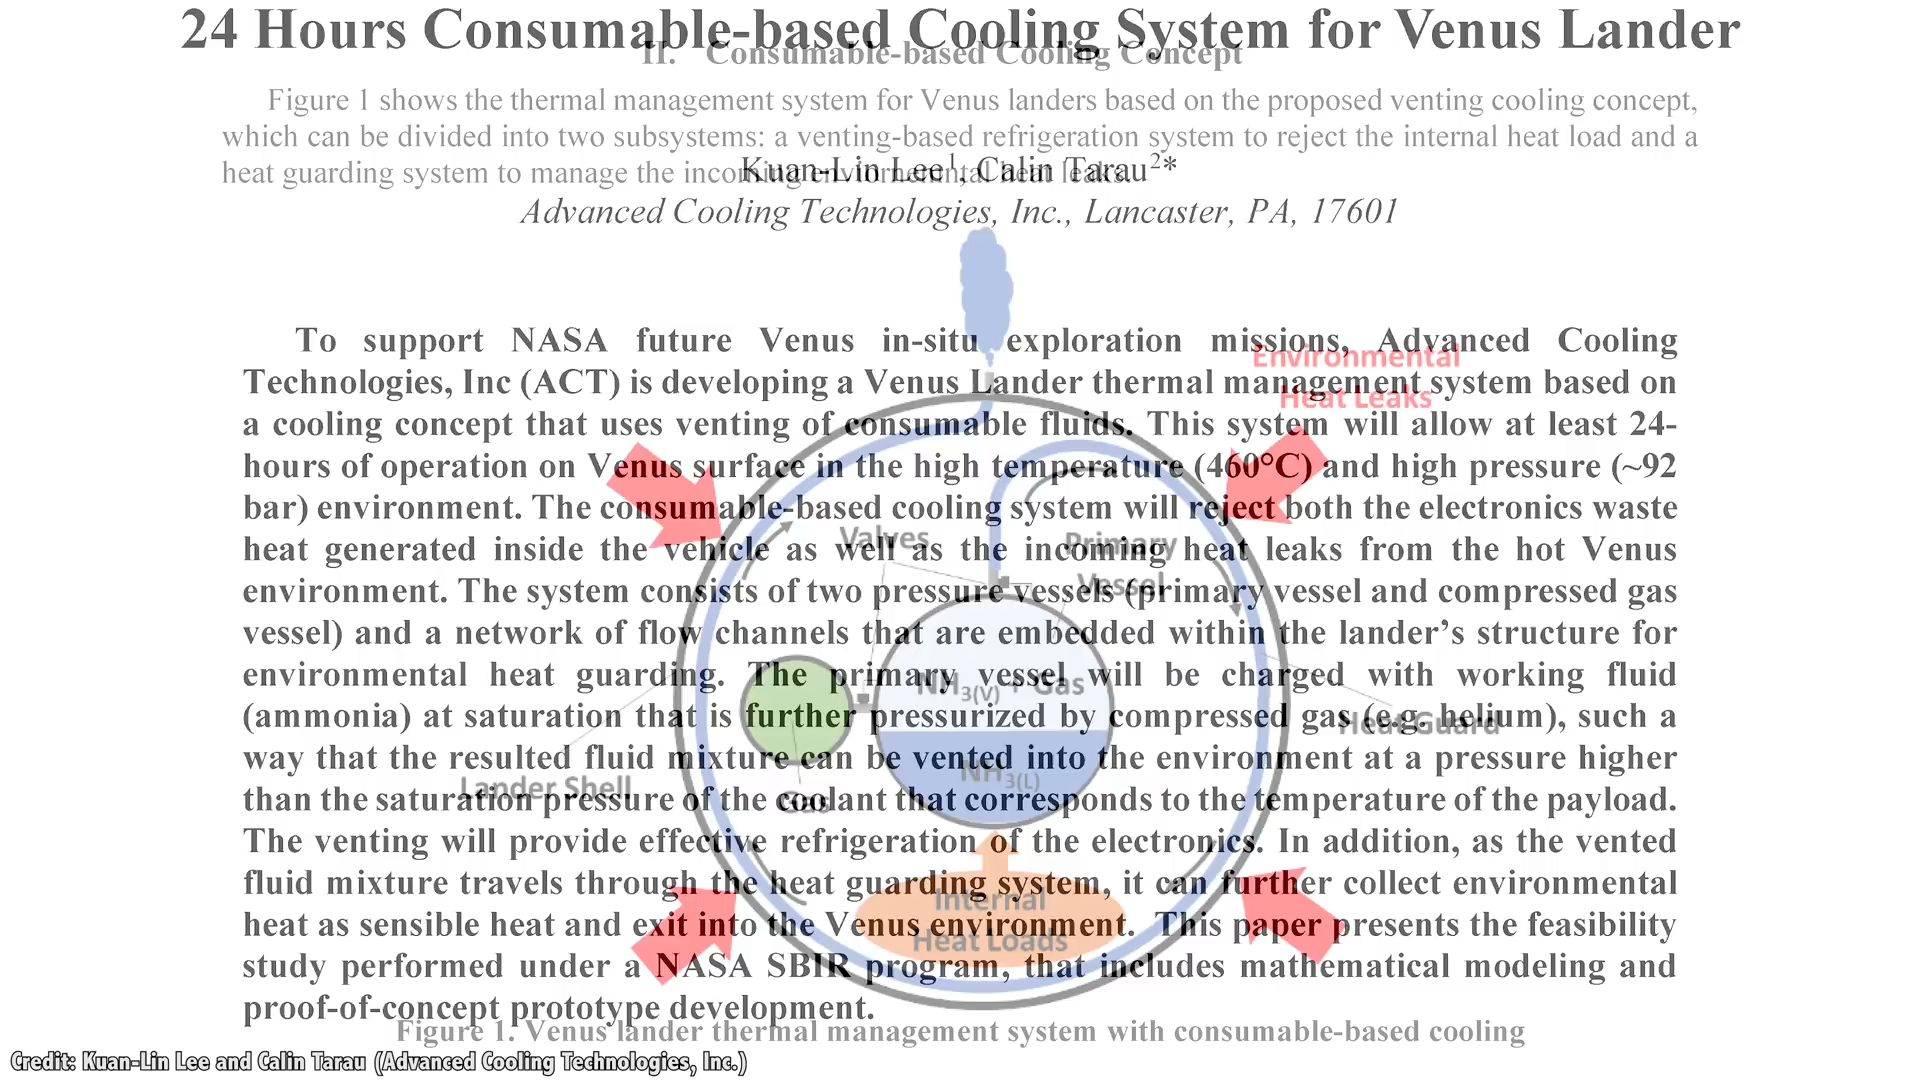 24 Hours Consumable-based Cooling System for Venus Lander
II. Consumable-based Cooling Concept
Figure 1 shows the thermal management system for Venus landers based on the proposed venting cooling concept,
which can be divided into two subsystems: a venting-based refrigeration system to reject the internal heat load and a
heat guarding system to manage the incoming heat leaks.
Kuan-Lin Lee¹, Calin Tarau²*
Advanced Cooling Technologies, Inc., Lancaster, PA, 17601
To support NASA future Venus in-situ exploration missions, Advanced Cooling
Technologies, Inc (ACT) is developing a Venus Lander thermal management system based on
a cooling concept that uses venting of consumable fluids. This system will allow at least 24-
hours of operation on Venus surface in the high temperature (460°C) and high pressure (~92
bar) environment. The consumable-based cooling system will reject both the electronics waste
heat generated inside the vehicle as well as the incoming heat leaks from the hot Venus
environment. The system consists of two pressure vessels (primary vessel and compressed gas
vessel) and a network of flow channels that are embedded within the lander's structure for
environmental heat guarding. The primary vessel will be charged with working fluid
(ammonia) at saturation that is further pressurized by compressed gas (e.g. helium), such a
way that the resulted fluid mixture can be vented into the environment at a pressure higher
than the saturation pressure of the coolant that corresponds to the temperature of the payload.
The venting will provide effective refrigeration of the electronics. In addition, as the vented
fluid mixture travels through the heat guarding system, it can further collect environmental
heat as sensible heat and exit into the Venus environment. This paper presents the feasibility
study performed under a NASA SBIR program, that includes mathematical modeling and
proof-of-concept prototype development.
Environmental
Heat Leaks
Valves
Primary
Vessel
NH3(V) + Gas
NH3(L)
Heat Guard
Lander Shell
Gas
Internal
Heat Loads
Figure 1. Venus lander thermal management system with consumable-based cooling
Credit: Kuan-Lin Lee and Calin Tarau (Advanced Cooling Technologies, Inc.)